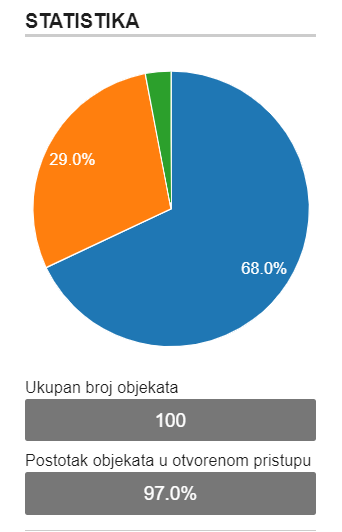 STATISTIKA
29.0%
68.0%
Ukupan broj objekata
100
Postotak objekata u otvorenom pristupu
97.0%